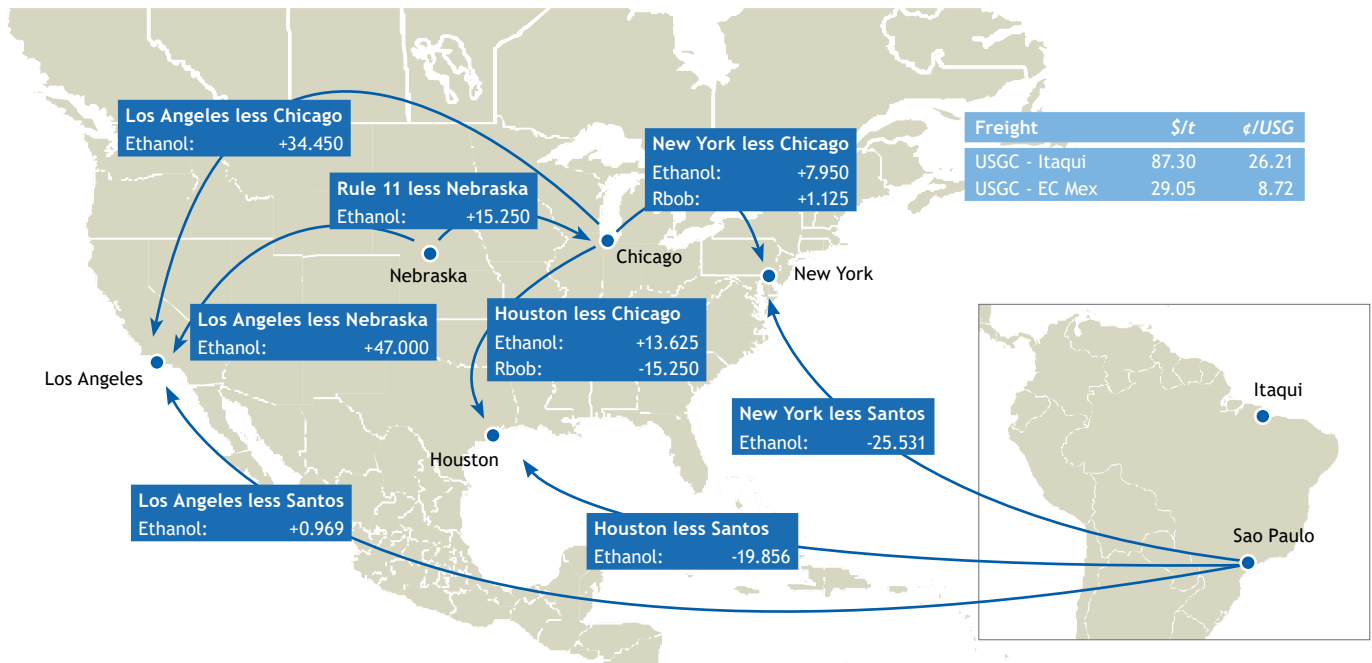 Los Angeles less Chicago
Ethanol: +34.450
New York less Chicago
Ethanol: +7.950
Rbob: +1.125
Freight $/t ¢/USG
USGC - Itaqui 87.30 26.21
USGC - EC Mex 29.05 8.72
Rule 11 less Nebraska
Ethanol: +15.250
Chicago
Nebraska
New York
Los Angeles less Nebraska
Ethanol: +47.000
Houston less Chicago
Ethanol: +13.625
Rbob: -15.250
Los Angeles
Itaqui
New York less Santos
Ethanol: -25.531
Houston
Los Angeles less Santos
Ethanol: +0.969
Houston less Santos
Ethanol: -19.856
Sao Paulo